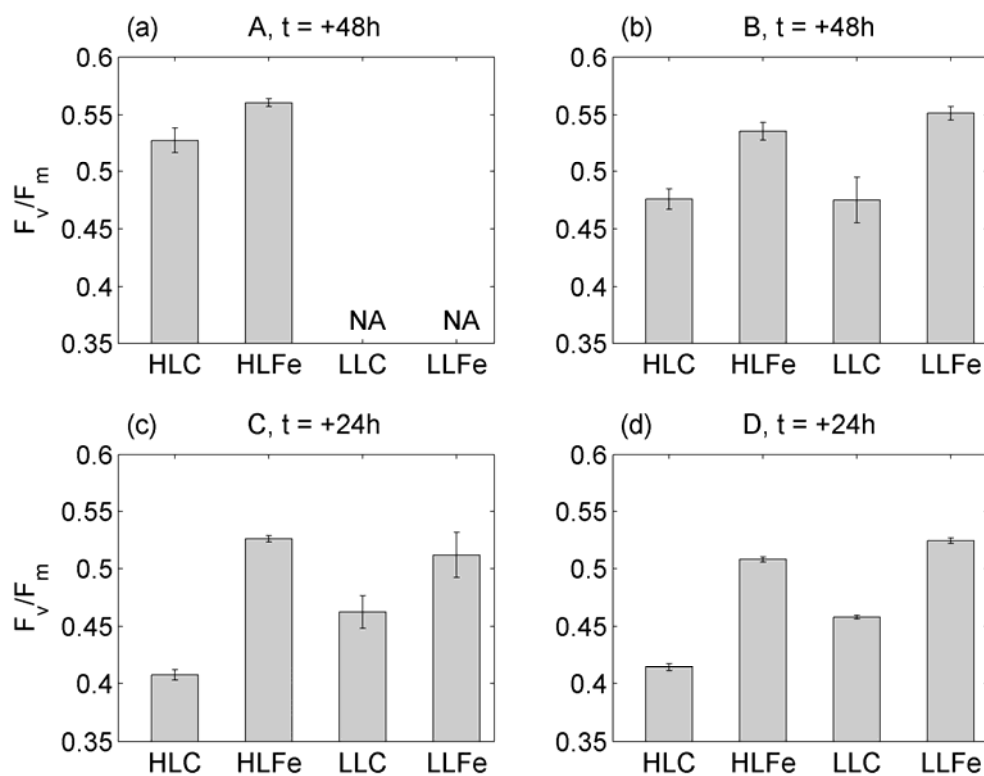 (a) A, t = +48h
0.6
0.55
0.5
0.45
0.4
0.35
Fv/Fm
NA NA
HLC HLFe LLC LLFe
(b) B, t = +48h
0.6
0.55
0.5
0.45
0.4
0.35
HLC HLFe LLC LLFe
(c) C, t = +24h
0.6
0.55
0.5
0.45
0.4
0.35
Fv/Fm
HLC HLFe LLC LLFe
(d) D, t = +24h
0.6
0.55
0.5
0.45
0.4
0.35
HLC HLFe LLC LLFe